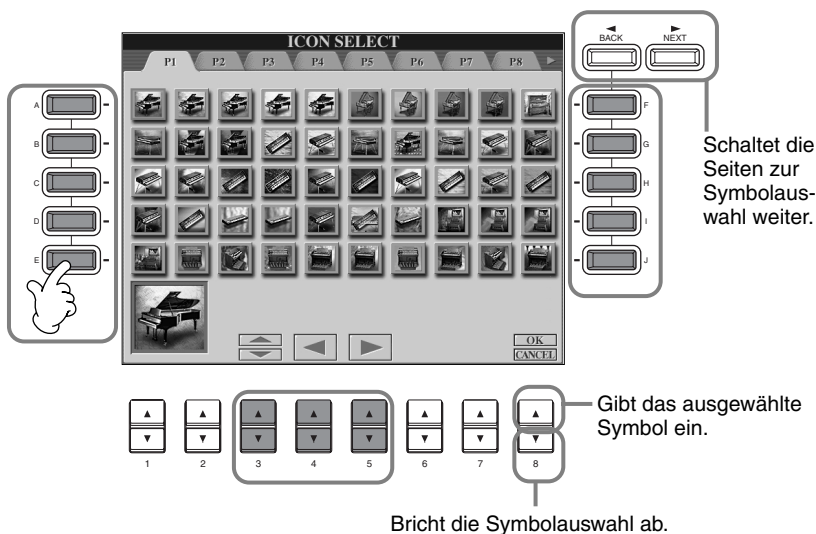 BACK NEXT
ICON SELECT
P1 P2 P3 P4 P5 P6 P7 P8
A
B
C
D
E
F
G
H
I
J
Schaltet die
Seiten zur
Symbolaus-
wahl weiter.
OK
CANCEL
1 2 3 4 5 6 7 8
Gibt das ausgewählte
Symbol ein.
Bricht die Symbolauswahl ab.